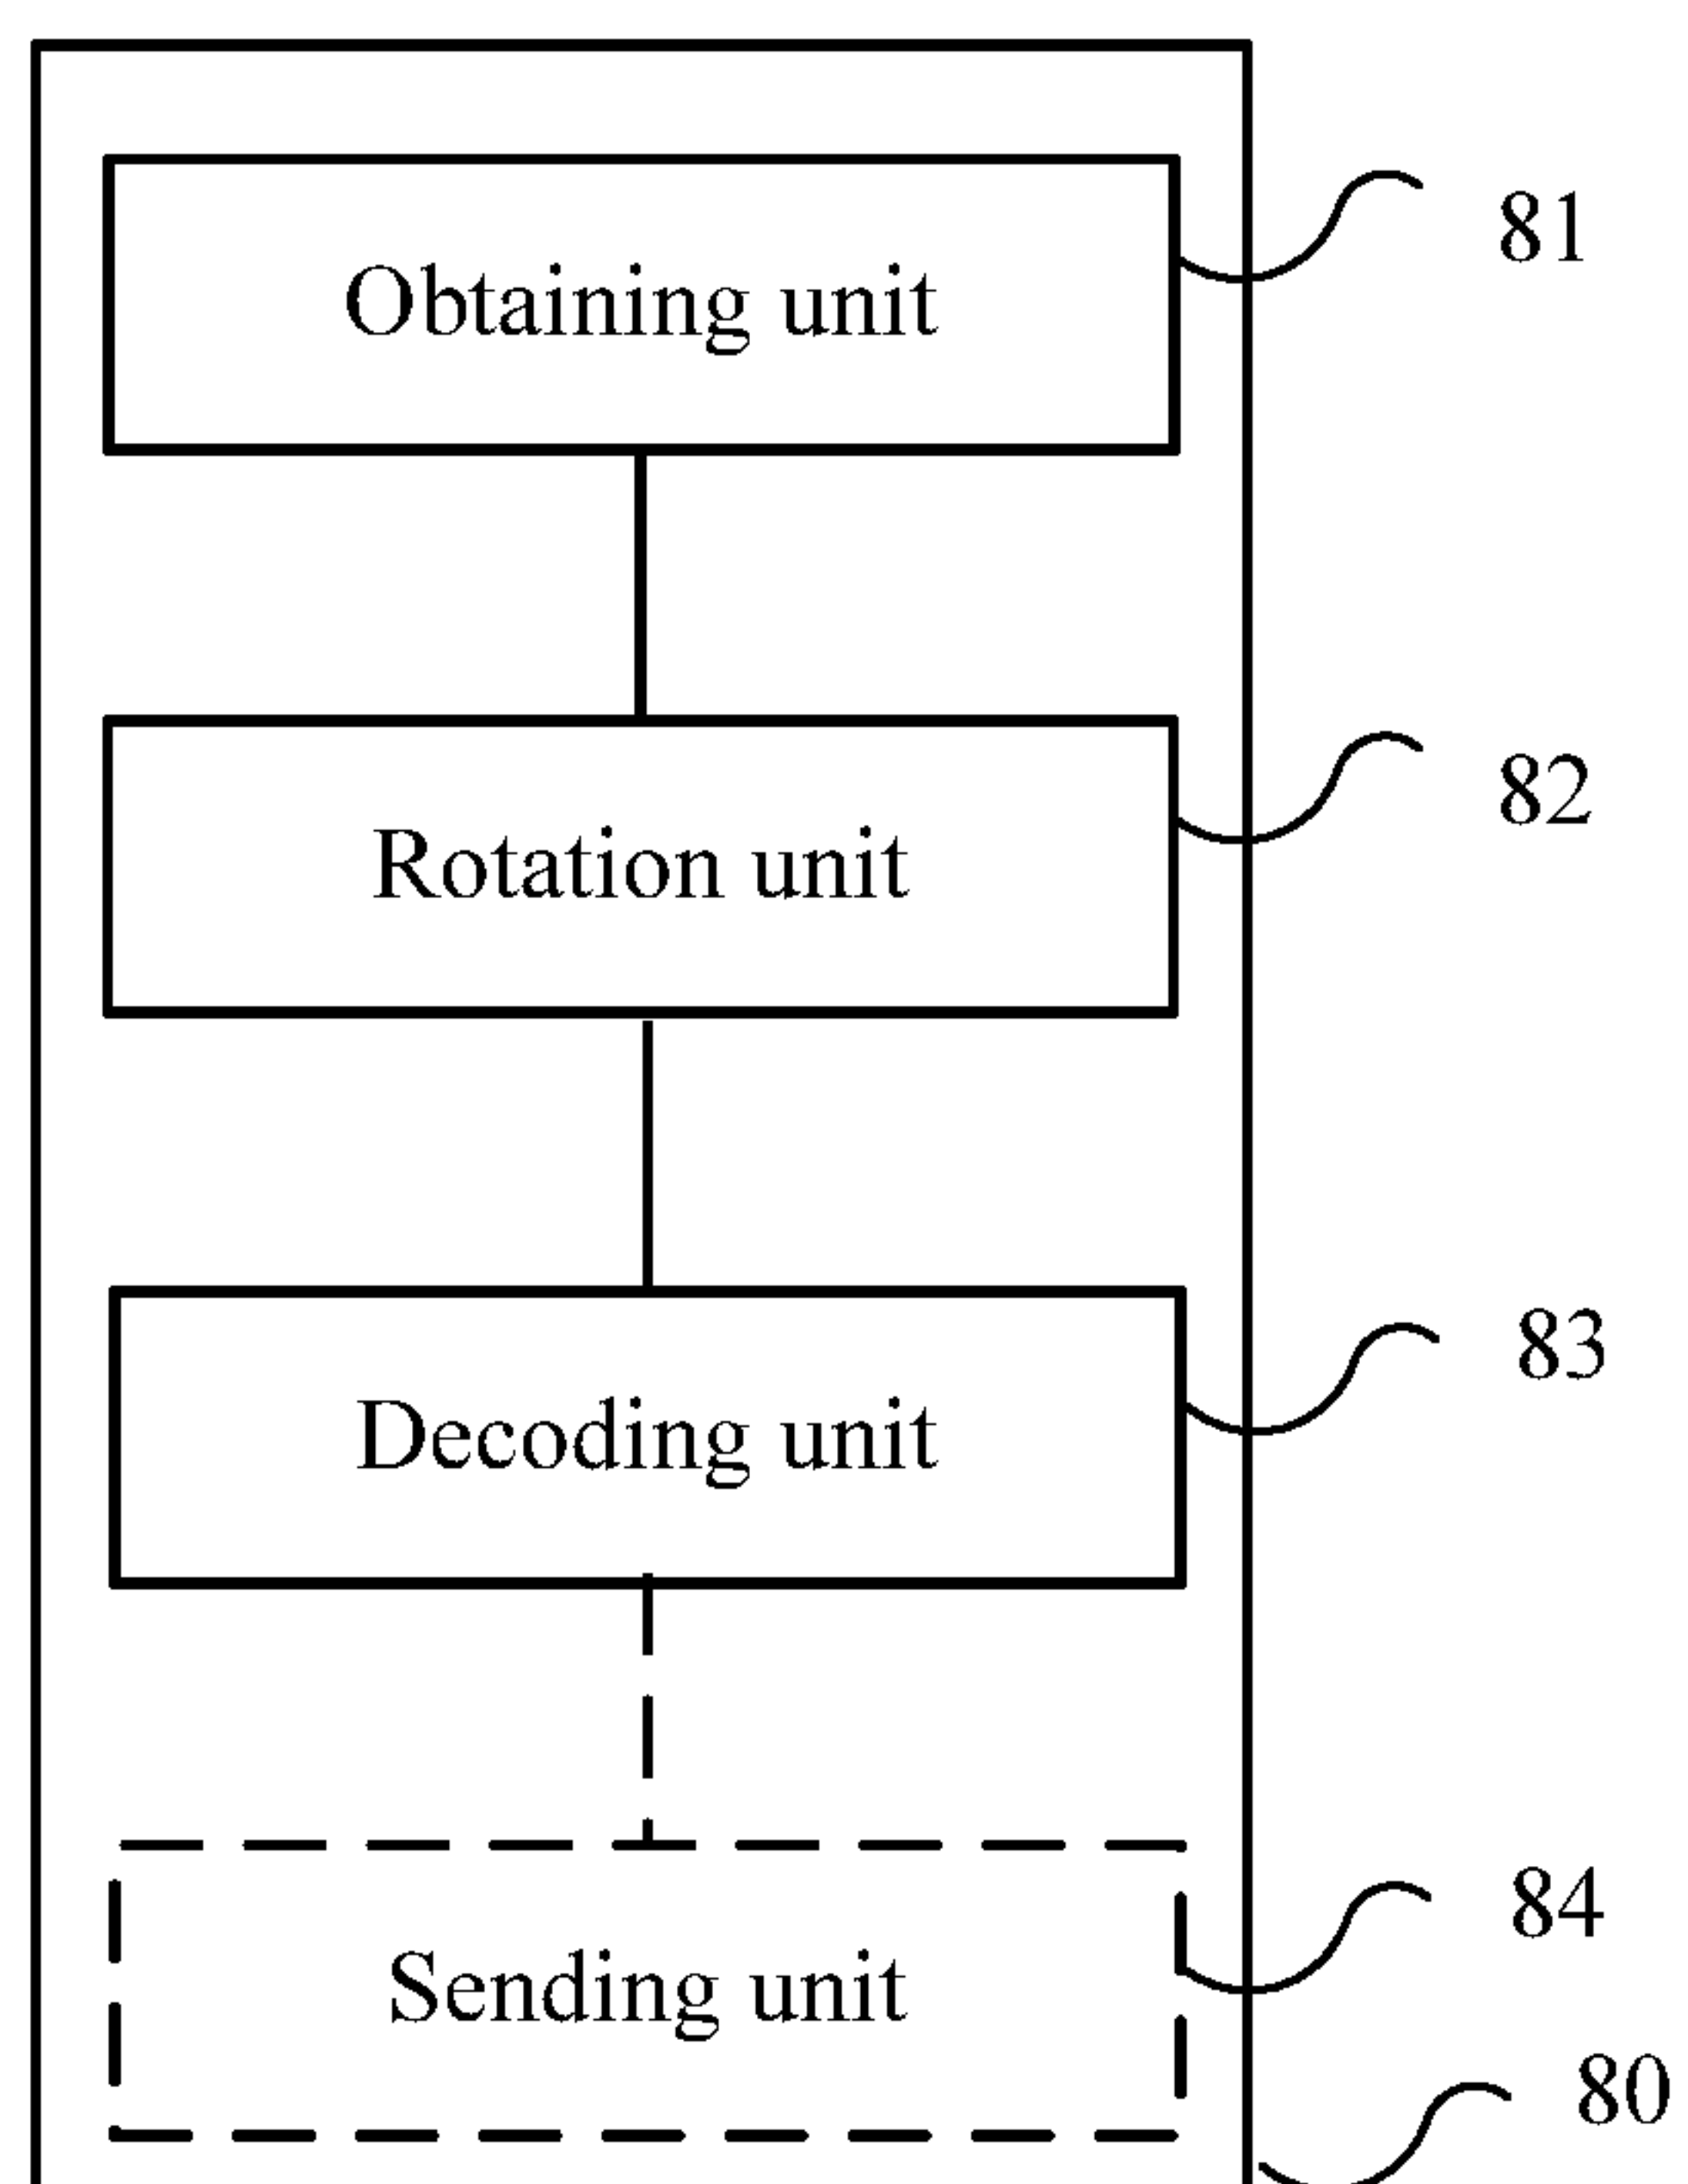 Obtaining unit
81
Rotation unit
82
Decoding unit
83
Sending unit
84
80